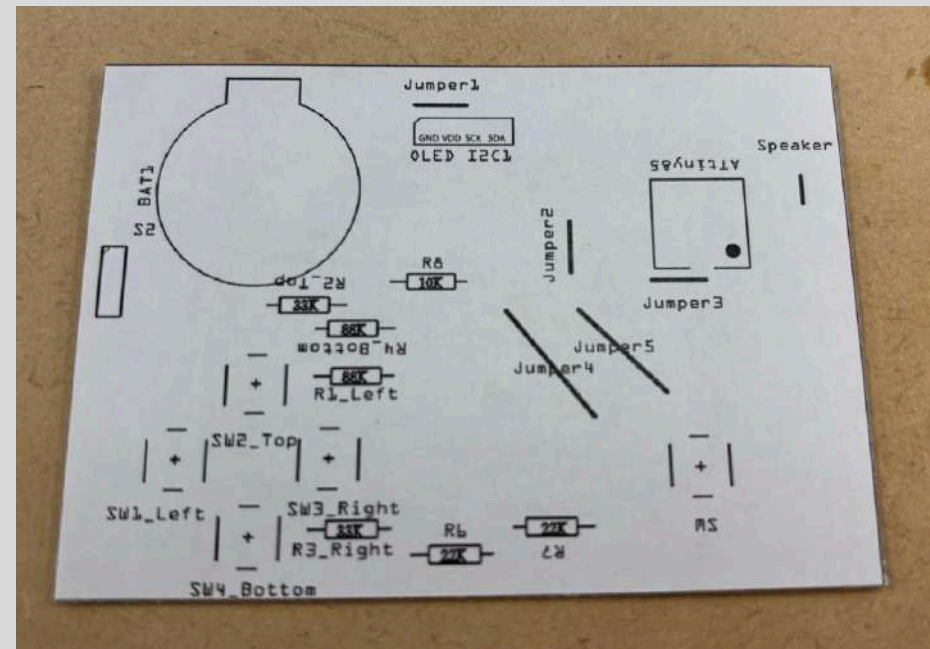 Jumper1
GND VDD SCK SDA
OLED I2C1
Speaker
ATtiny85
BAT1
S2
Jumper2
R8
10K
R2_Top
33K
Jumper3
88K
R4_Bottom
Jumper5
Jumper4
88K
R1_Left
SW2_Top
SW3_Right
SW1_Left
33K
R3_Right
R6
22K
22K
R7
SW
SW4_Bottom